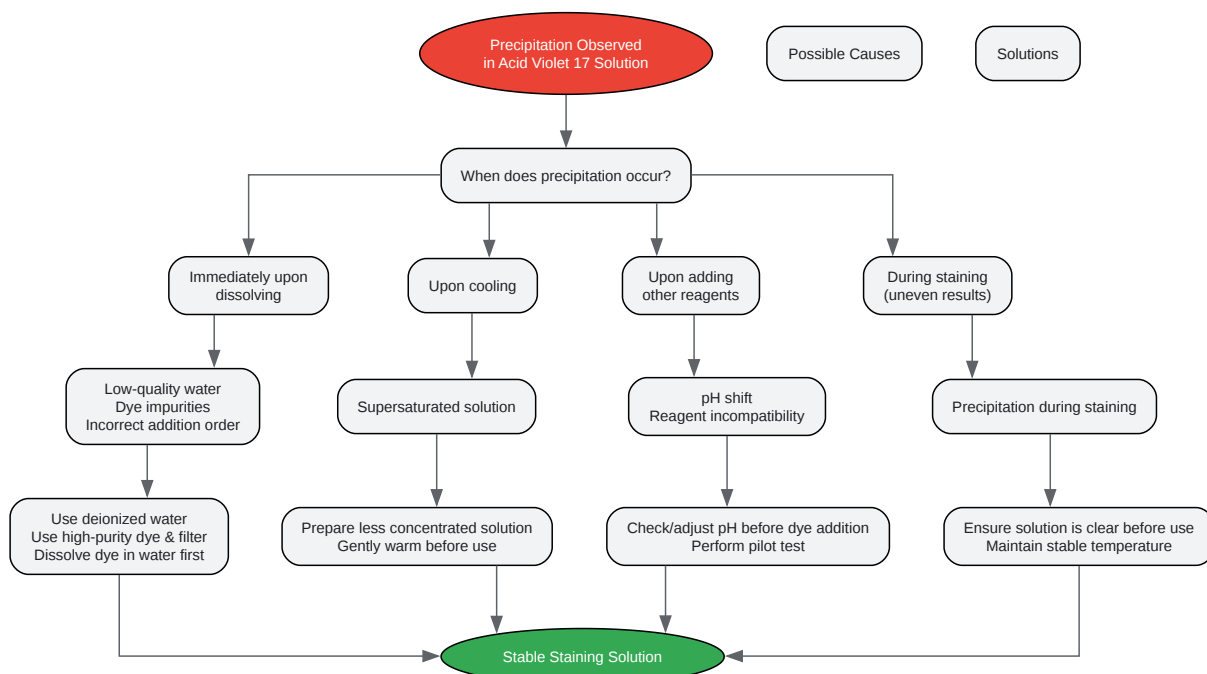 Precipitation Observed
in Acid Violet 17 Solution
Possible Causes
Solutions
When does precipitation occur?
Immediately upon
dissolving
Upon cooling
Upon adding
other reagents
During staining
(uneven results)
Low-quality water
Dye impurities
Incorrect addition order
Supersaturated solution
pH shift
Reagent incompatibility
Precipitation during staining
Use deionized water
Use high-purity dye & filter
Dissolve dye in water first
Prepare less concentrated solution
Gently warm before use
Check/adjust pH before dye addition
Perform pilot test
Ensure solution is clear before use
Maintain stable temperature
Stable Staining Solution